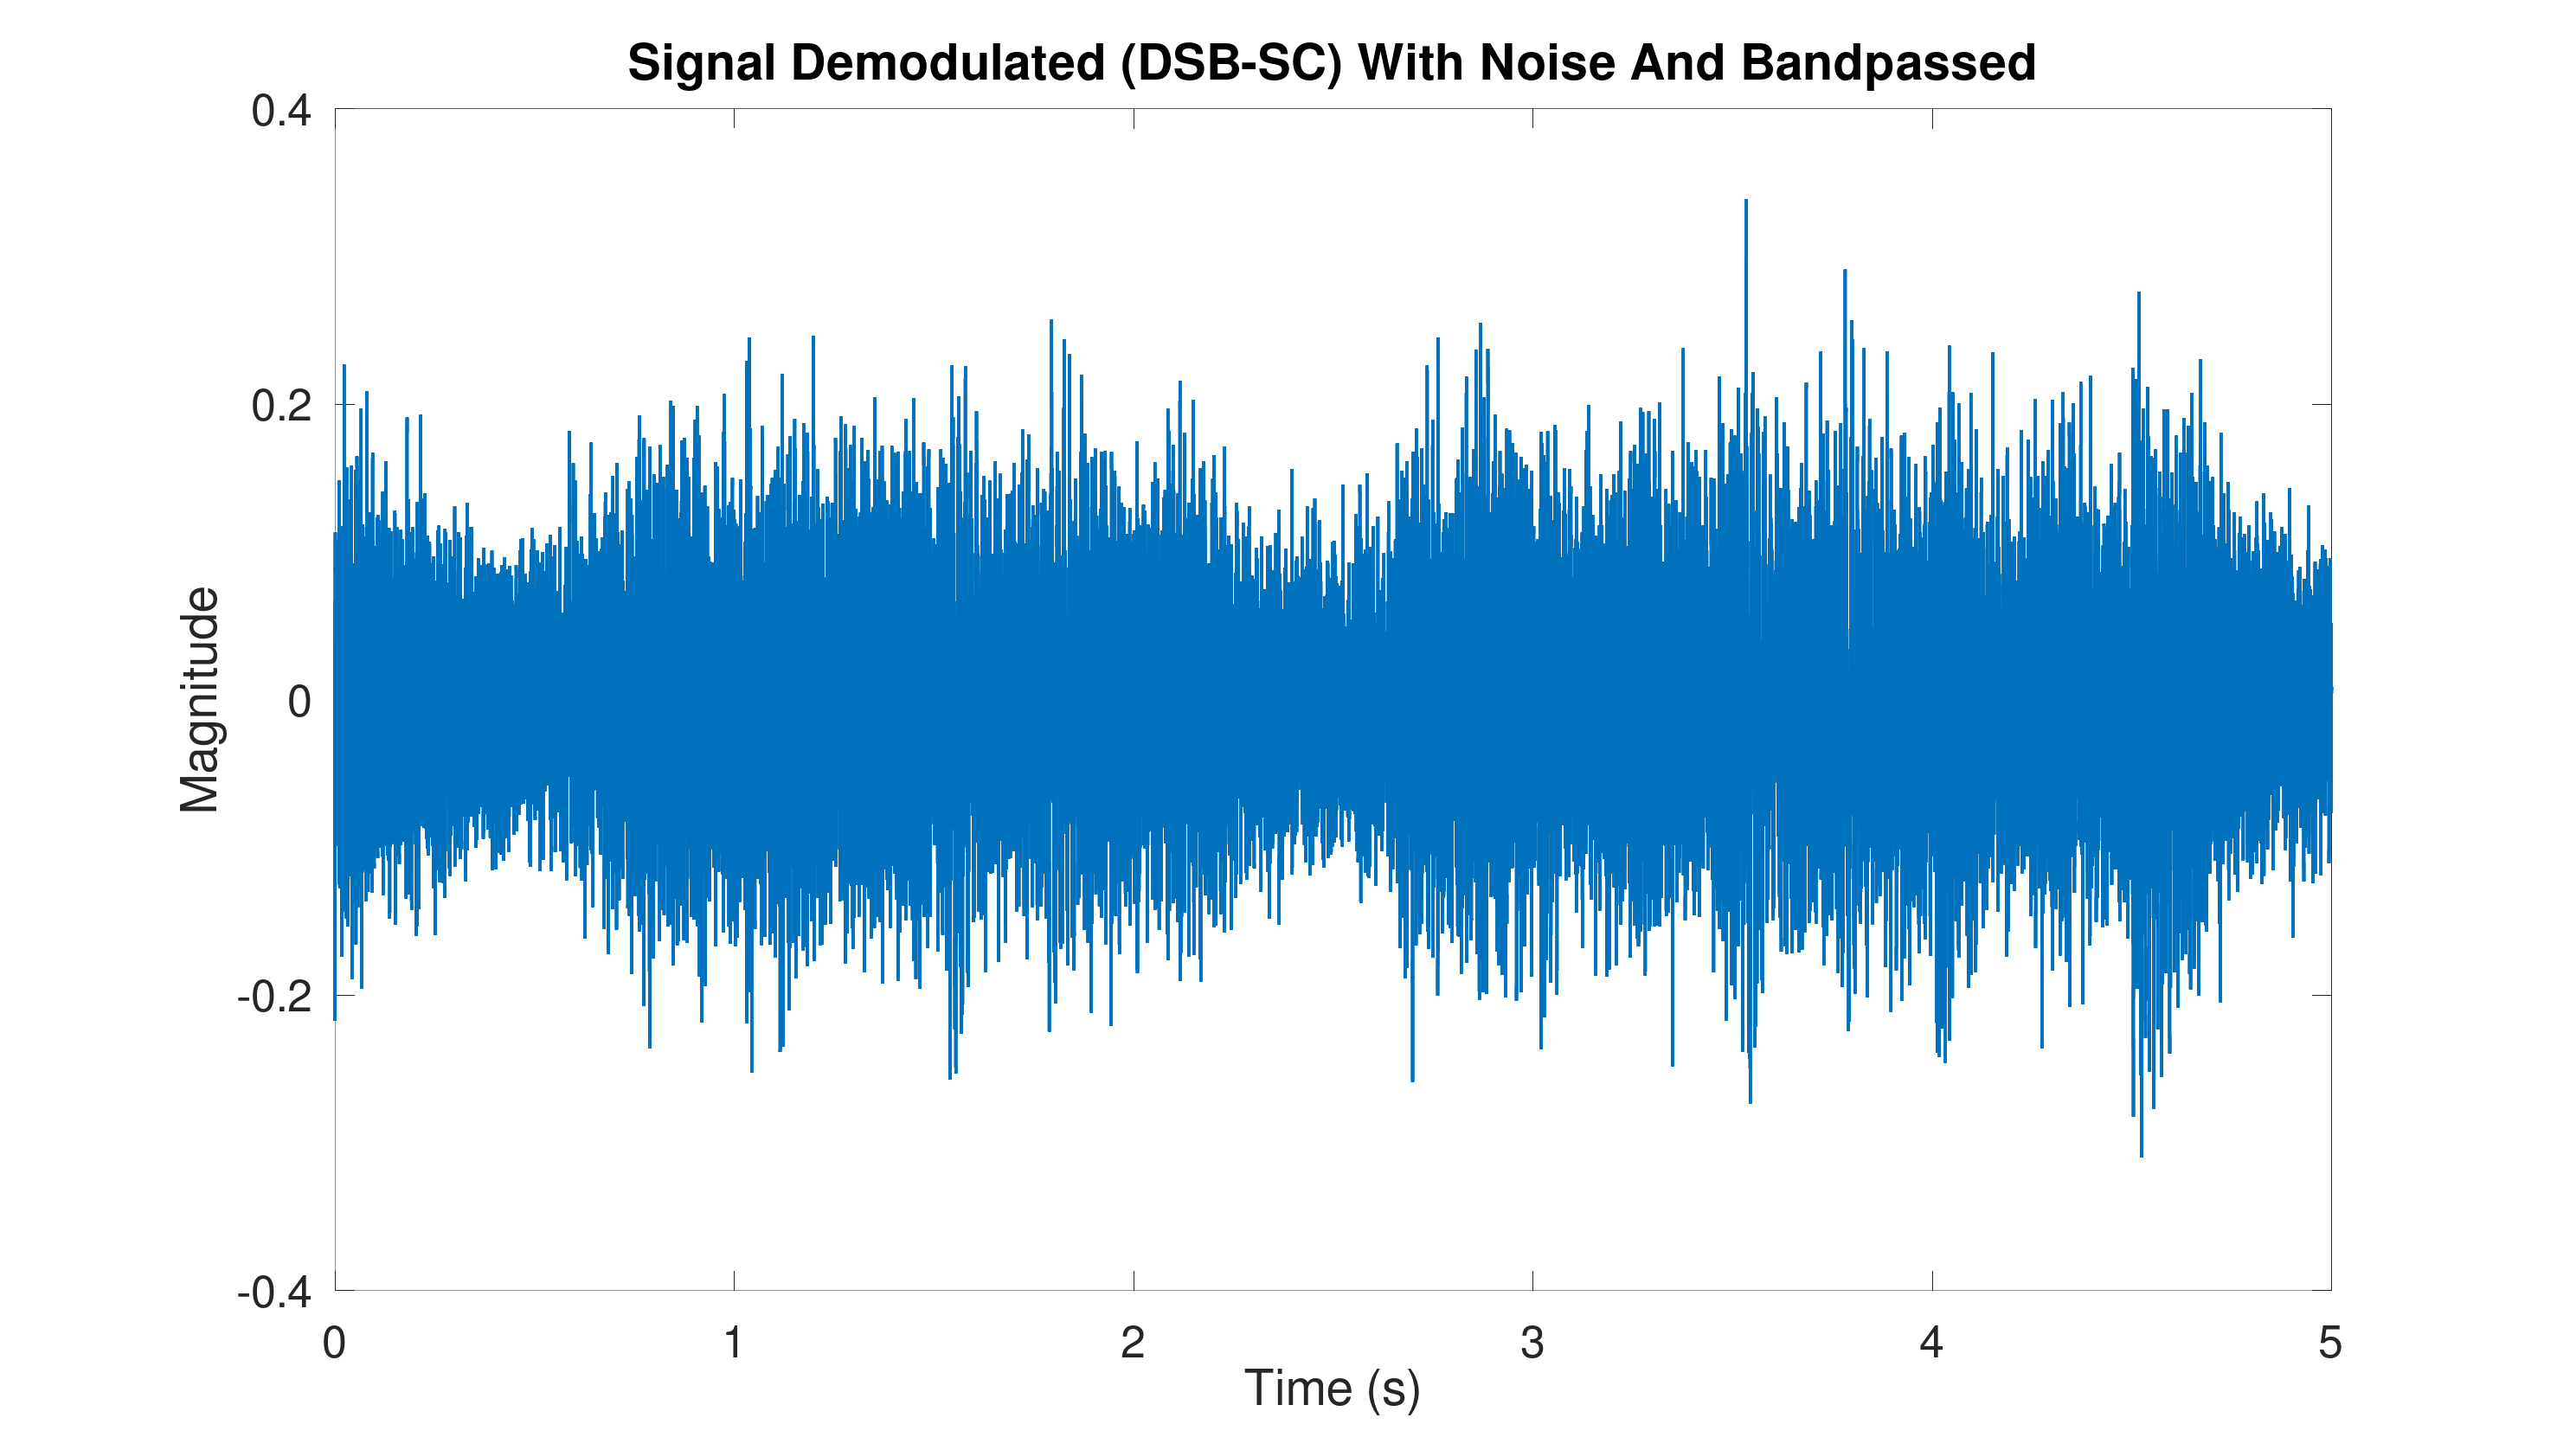 Signal Demodulated (DSB-SC) With Noise And Bandpassed
0.4
0.2
0
-0.2
-0.4
Magnitude
0 1 2 3 4 5
Time (s)